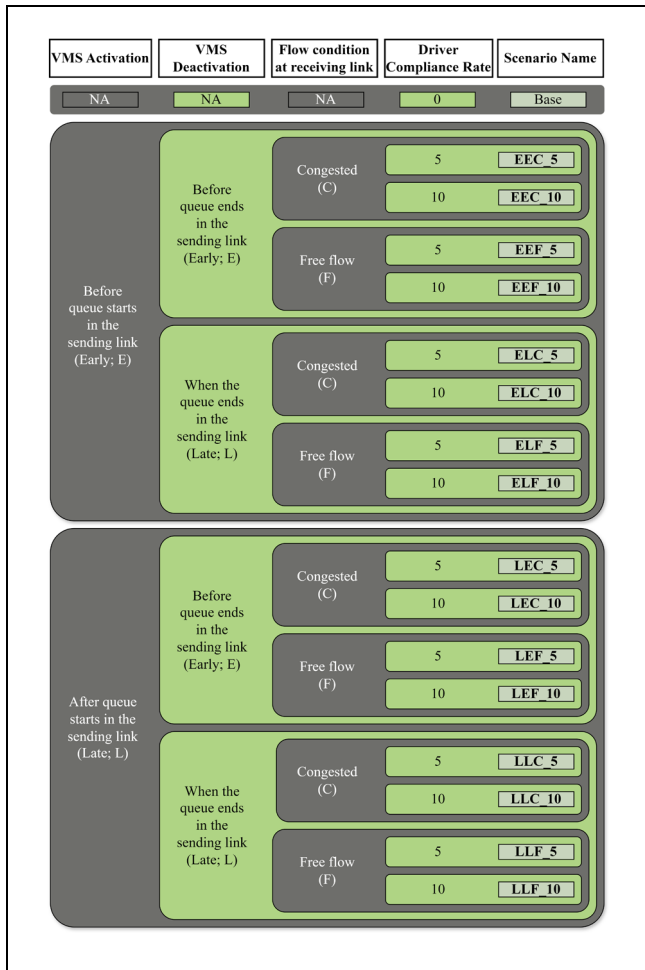 VMS Activation
VMS
Deactivation
Flow condition
at receiving link
Driver
Compliance Rate
Scenario Name
NA
NA
NA
0
Base
Before
queue starts
in the
sending link
(Early; E)
Before
queue ends
in the
sending link
(Early; E)
Congested
(C)
5
EEC_5
10
EEC_10
Free flow
(F)
5
EEF_5
10
EEF_10
When the
queue ends
in the
sending link
(Late; L)
Congested
(C)
5
ELC_5
10
ELC_10
Free flow
(F)
5
ELF_5
10
ELF_10
After queue
starts in the
sending link
(Late; L)
Before
queue ends
in the
sending link
(Early; E)
Congested
(C)
5
LEC_5
10
LEC_10
Free flow
(F)
5
LEF_5
10
LEF_10
When the
queue ends
in the
sending link
(Late; L)
Congested
(C)
5
LLC_5
10
LLC_10
Free flow
(F)
5
LLF_5
10
LLF_10